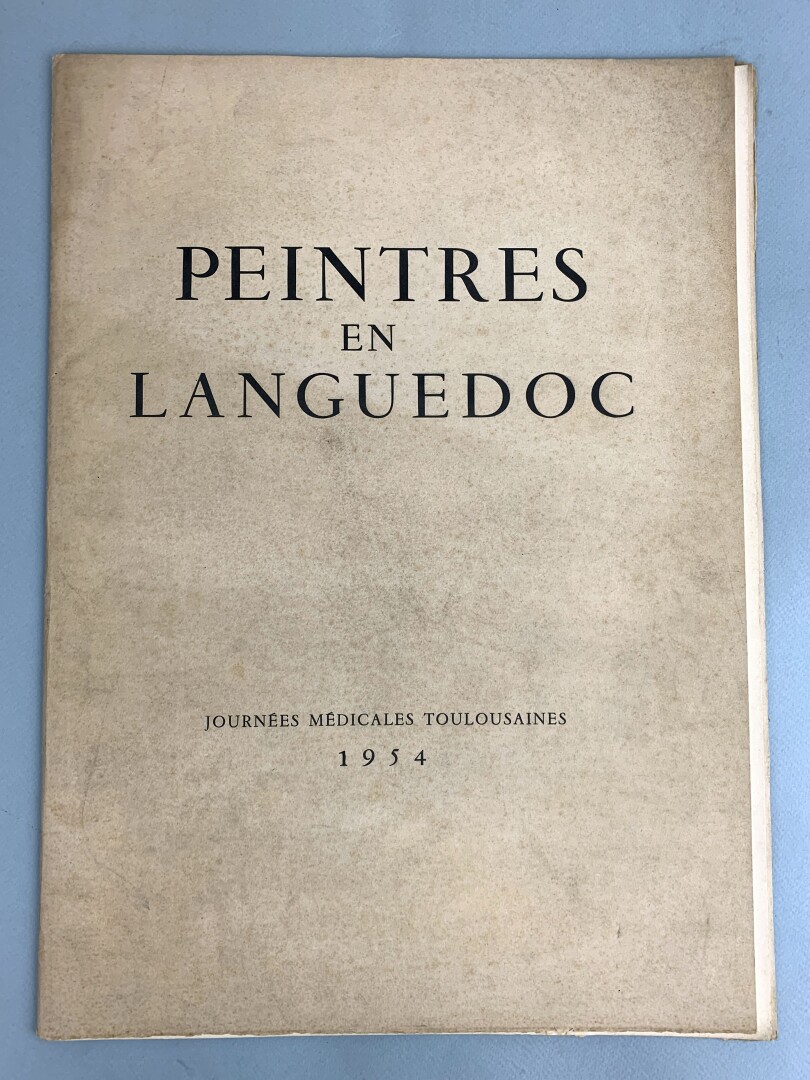 PEINTRES
EN
LANGUEDOC
JOURNÉES MÉDICALES TOULOUSAINES
1954